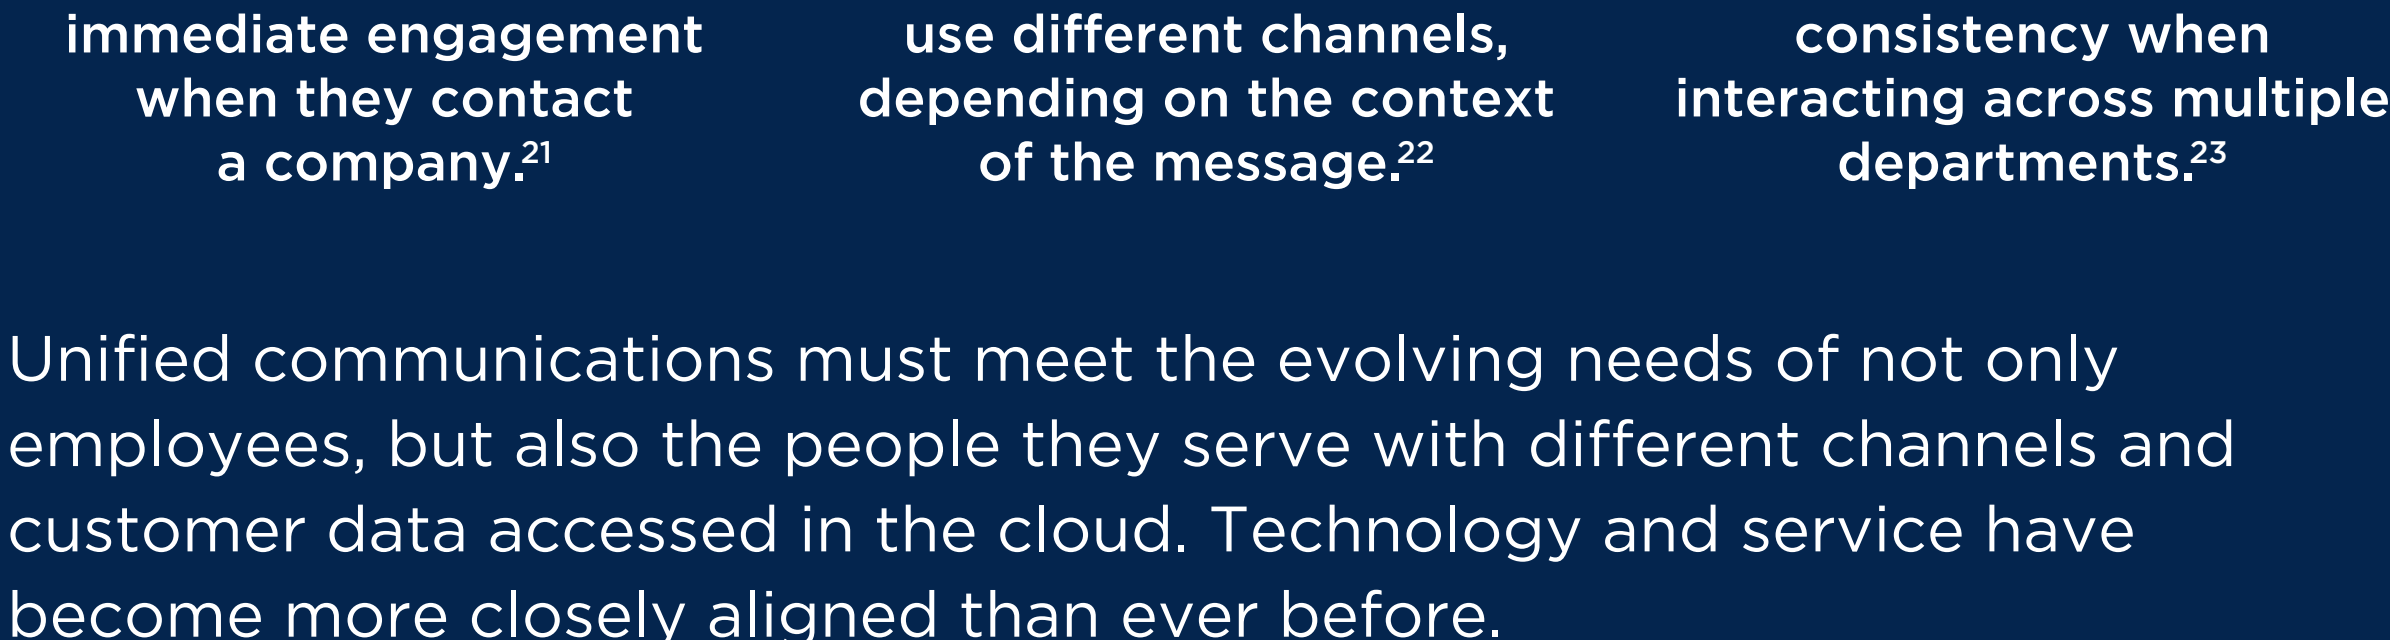 immediate engagement
when they contact
a company.21
use different channels,
depending on the context
of the message.22
consistency when
interacting across multiple
departments.23
Unified communications must meet the evolving needs of not only
employees, but also the people they serve with different channels and
customer data accessed in the cloud. Technology and service have
become more closely aligned than ever before.